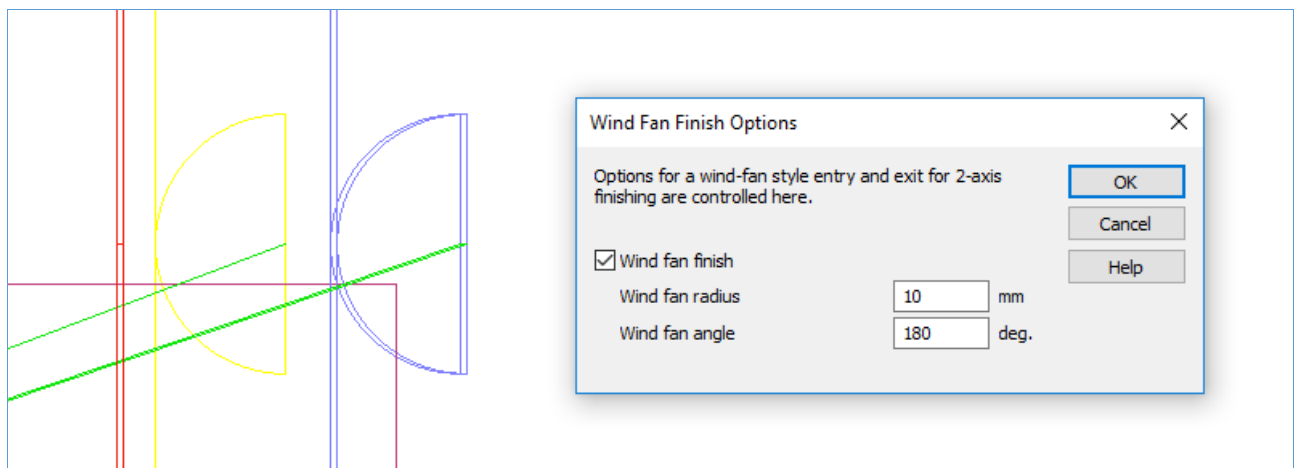 Wind Fan Finish Options
Options for a wind-fan style entry and exit for 2-axis
finishing are controlled here.
OK
Cancel
Help
Wind fan finish
Wind fan radius 10 mm
Wind fan angle 180 deg.